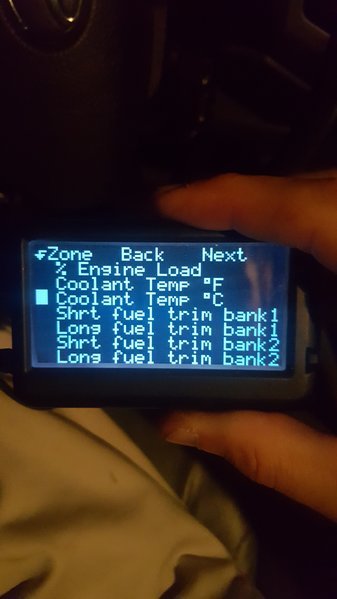 Zone Back Next
% Engine Load
Coolant Temp °F
Coolant Temp °C
Shrt fuel trim bank1
Long fuel trim bank1
Shrt fuel trim bank2
Long fuel trim bank2